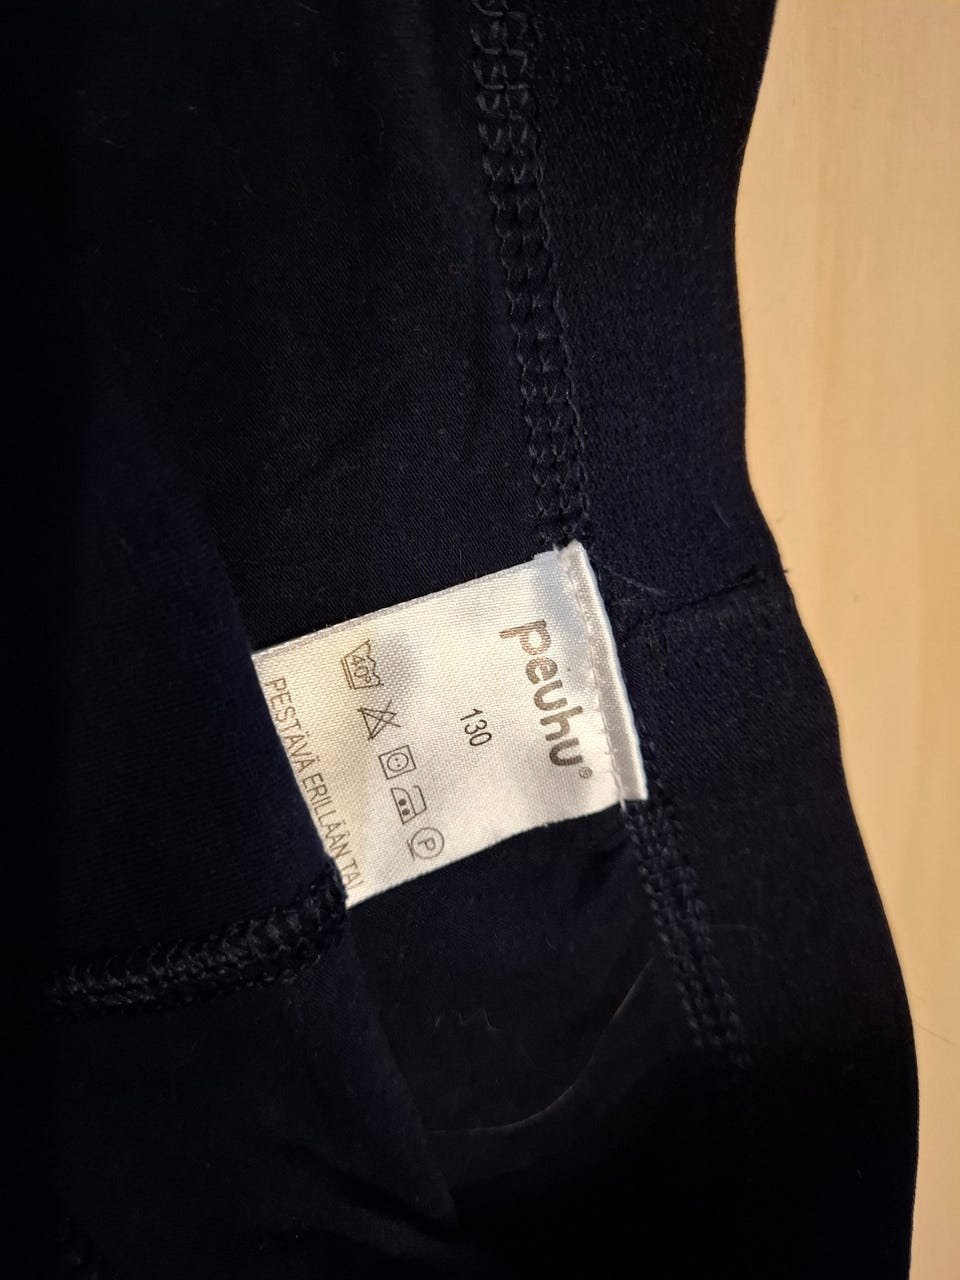 peuhu®
130
40°
P
PESTÄVÄ ERILLÄÄN TAI